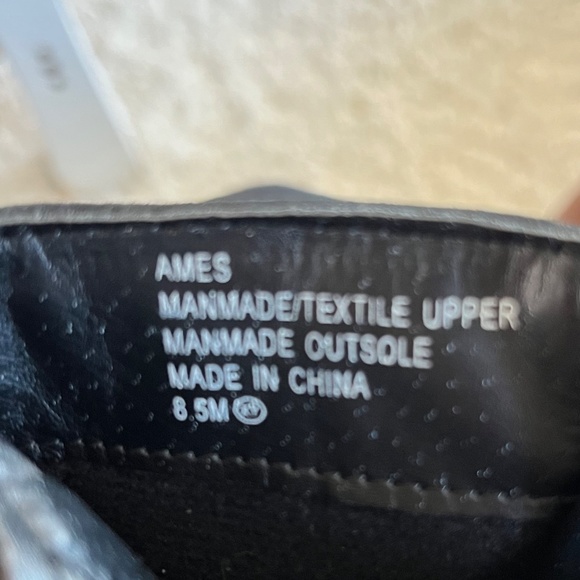 AMES
MANMADE/TEXTILE UPPER
MANMADE OUTSOLE
MADE IN CHINA
8.5M